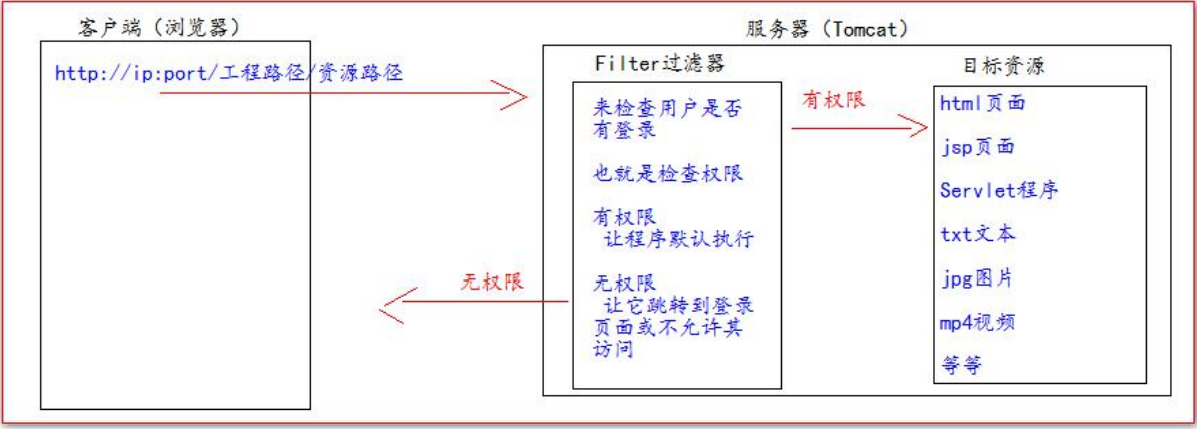 客户端（浏览器）
服务器（Tomcat）
http://ip:port/工程路径/资源路径
Filter过滤器
来检查用户是否
有登录
也就是检查权限
有权限
让程序默认执行
无权限
让它跳转到登录
页面或不允许其
访问
有权限
无权限
目标资源
html页面
jsp页面
Servlet程序
txt文本
jpg图片
mp4视频
等等